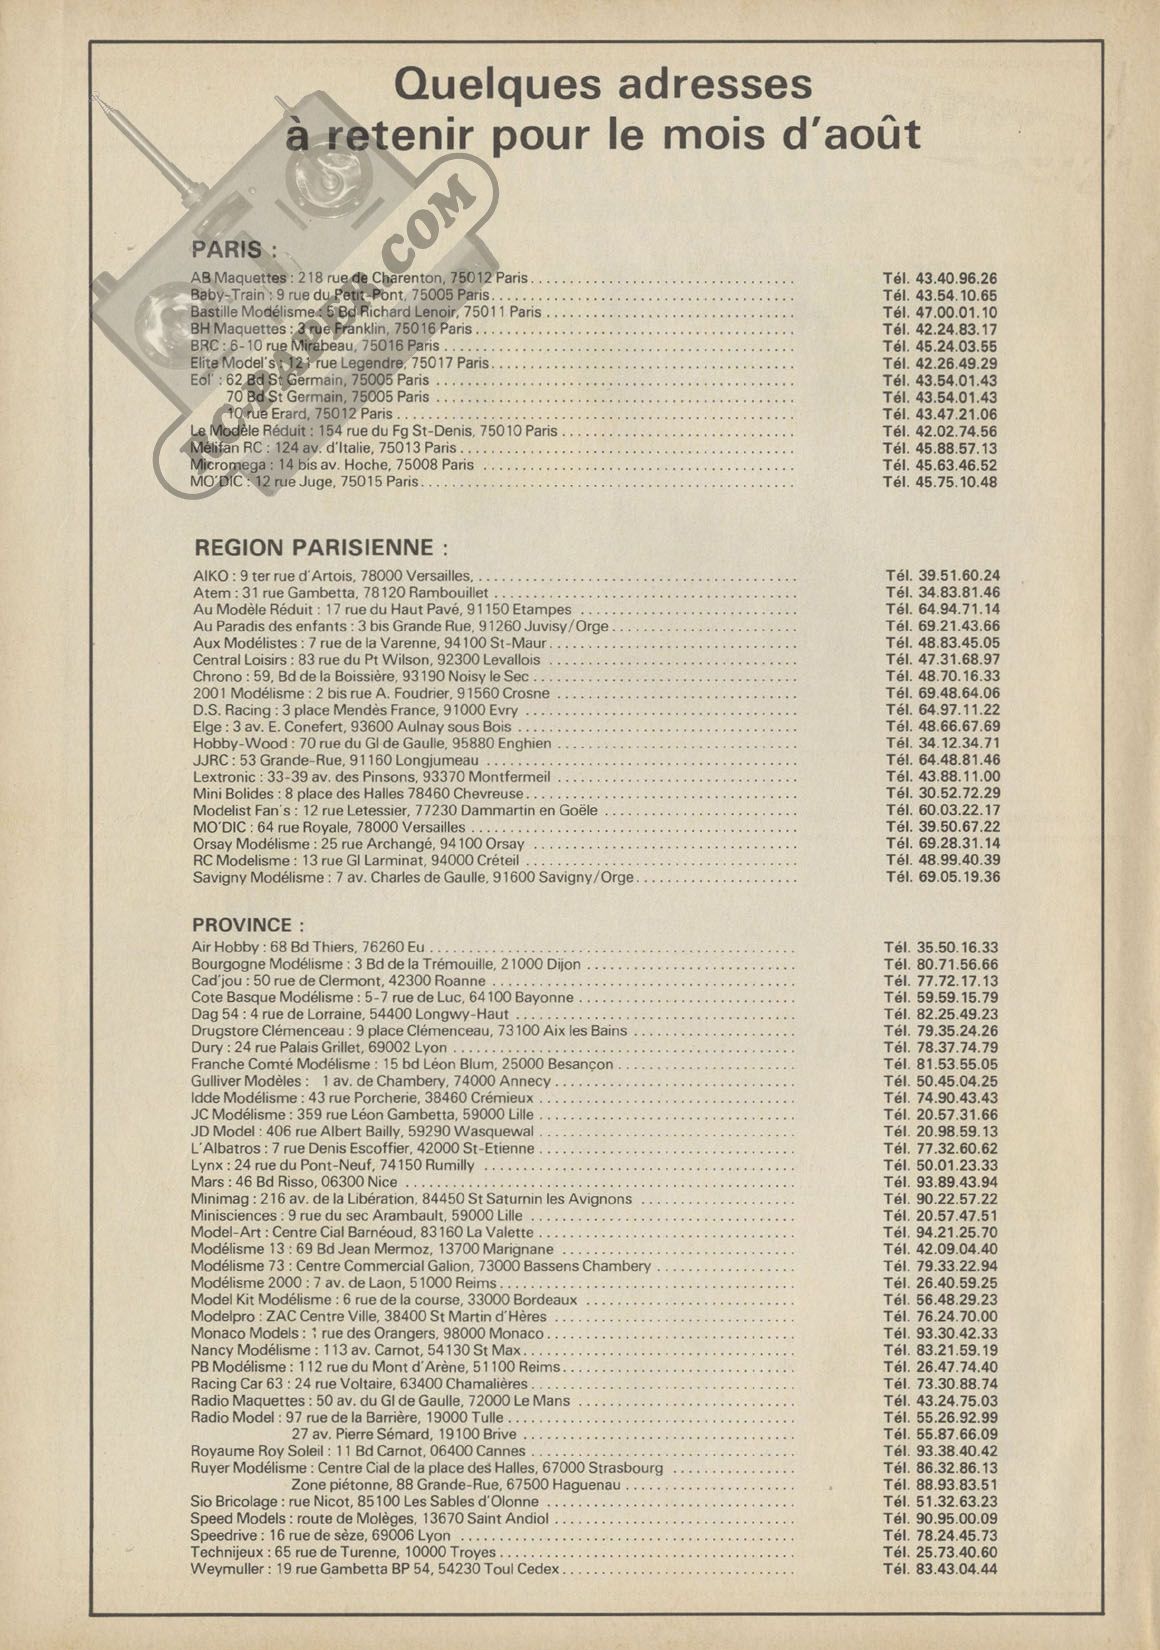 Quelques adresses
à retenir pour le mois d'août
RC-PAPER.COM
PARIS :
AB Maquettes : 218 rue de Charenton, 75012 Paris Tél. 43.40.96.26
Baby-Train : 9 rue du Petit-Pont, 75005 Paris Tél. 43.54.10.65
Bastille Modélisme : 5 Bd Richard Lenoir, 75011 Paris Tél. 47.00.01.10
BH Maquettes : 3 rue Franklin, 75016 Paris Tél. 42.24.83.17
BRC : 6-10 rue Mirabeau, 75016 Paris Tél. 45.24.03.55
Elite Model's : 121 rue Legendre, 75017 Paris Tél. 42.26.49.29
Eol' : 62 Bd St Germain, 75005 Paris Tél. 43.54.01.43
70 Bd St Germain, 75005 Paris Tél. 43.54.01.43
10 rue Erard, 75012 Paris Tél. 43.47.21.06
Le Modèle Réduit : 154 rue du Fg St-Denis, 75010 Paris Tél. 42.02.74.56
Mélifan RC : 124 av. d'Italie, 75013 Paris Tél. 45.88.57.13
Micromega : 14 bis av. Hoche, 75008 Paris Tél. 45.63.46.52
MO'DIC : 12 rue Juge, 75015 Paris Tél. 45.75.10.48
REGION PARISIENNE :
AIKO : 9 ter rue d'Artois, 78000 Versailles, Tél. 39.51.60.24
Atem : 31 rue Gambetta, 78120 Rambouillet Tél. 34.83.81.46
Au Modèle Réduit : 17 rue du Haut Pavé, 91150 Etampes Tél. 64.94.71.14
Au Paradis des enfants : 3 bis Grande Rue, 91260 Juvisy/Orge Tél. 69.21.43.66
Aux Modélistes : 7 rue de la Varenne, 94100 St-Maur Tél. 48.83.45.05
Central Loisirs : 83 rue du Pt Wilson, 92300 Levallois Tél. 47.31.68.97
Chrono : 59, Bd de la Boissière, 93190 Noisy le Sec Tél. 48.70.16.33
2001 Modélisme : 2 bis rue A. Foudrier, 91560 Crosne Tél. 69.48.64.06
D.S. Racing : 3 place Mendès France, 91000 Evry Tél. 64.97.11.22
Elge : 3 av. E. Conefert, 93600 Aulnay sous Bois Tél. 48.66.67.69
Hobby-Wood : 70 rue du Gl de Gaulle, 95880 Enghien Tél. 34.12.34.71
JJRC : 53 Grande-Rue, 91160 Longjumeau Tél. 64.48.81.46
Lextronic : 33-39 av. des Pinsons, 93370 Montfermeil Tél. 43.88.11.00
Mini Bolides : 8 place des Halles 78460 Chevreuse Tél. 30.52.72.29
Modelist Fan's : 12 rue Letessier, 77230 Dammartin en Goële Tél. 60.03.22.17
MO'DIC : 64 rue Royale, 78000 Versailles Tél. 39.50.67.22
Orsay Modélisme : 25 rue Archangé, 94100 Orsay Tél. 69.28.31.14
RC Modelisme : 13 rue Gl Larminat, 94000 Créteil Tél. 48.99.40.39
Savigny Modélisme : 7 av. Charles de Gaulle, 91600 Savigny/Orge Tél. 69.05.19.36
PROVINCE :
Air Hobby : 68 Bd Thiers, 76260 Eu Tél. 35.50.16.33
Bourgogne Modélisme : 3 Bd de la Trémouille, 21000 Dijon Tél. 80.71.56.66
Cad'jou : 50 rue de Clermont, 42300 Roanne Tél. 77.72.17.13
Cote Basque Modélisme : 5-7 rue de Luc, 64100 Bayonne Tél. 59.59.15.79
Dag 54 : 4 rue de Lorraine, 54400 Longwy-Haut Tél. 82.25.49.23
Drugstore Clémenceau : 9 place Clémenceau, 73100 Aix les Bains Tél. 79.35.24.26
Dury : 24 rue Palais Grillet, 69002 Lyon Tél. 78.37.74.79
Franche Comté Modélisme : 15 bd Léon Blum, 25000 Besançon Tél. 81.53.55.05
Gulliver Modèles : 1 av. de Chambery, 74000 Annecy Tél. 50.45.04.25
Idde Modélisme : 43 rue Porcherie, 38460 Crémieux Tél. 74.90.43.43
JC Modélisme : 359 rue Léon Gambetta, 59000 Lille Tél. 20.57.31.66
JD Model : 406 rue Albert Bailly, 59290 Wasquewal Tél. 20.98.59.13
L'Albatros : 7 rue Denis Escoffier, 42000 St-Etienne Tél. 77.32.60.62
Lynx : 24 rue du Pont-Neuf, 74150 Rumilly Tél. 50.01.23.33
Mars : 46 Bd Risso, 06300 Nice Tél. 93.89.43.94
Minimag : 216 av. de la Libération, 84450 St Saturnin les Avignons Tél. 90.22.57.22
Minisciences : 9 rue du sec Arambault, 59000 Lille Tél. 20.57.47.51
Model-Art : Centre Cial Barnéoud, 83160 La Valette Tél. 94.21.25.70
Modélisme 13 : 69 Bd Jean Mermoz, 13700 Marignane Tél. 42.09.04.40
Modélisme 73 : Centre Commercial Galion, 73000 Bassens Chambery Tél. 79.33.22.94
Modélisme 2000 : 7 av. de Laon, 51000 Reims Tél. 26.40.59.25
Model Kit Modélisme : 6 rue de la course, 33000 Bordeaux Tél. 56.48.29.23
Modelpro : ZAC Centre Ville, 38400 St Martin d'Hères Tél. 76.24.70.00
Monaco Models : 1 rue des Orangers, 98000 Monaco Tél. 93.30.42.33
Nancy Modélisme : 113 av. Carnot, 54130 St Max Tél. 83.21.59.19
PB Modélisme : 112 rue du Mont d'Arène, 51100 Reims Tél. 26.47.74.40
Racing Car 63 : 24 rue Voltaire, 63400 Chamalières Tél. 73.30.88.74
Radio Maquettes : 50 av. du Gl de Gaulle, 72000 Le Mans Tél. 43.24.75.03
Radio Model : 97 rue de la Barrière, 19000 Tulle Tél. 55.26.92.99
27 av. Pierre Sémard, 19100 Brive Tél. 55.87.66.09
Royaume Roy Soleil : 11 Bd Carnot, 06400 Cannes Tél. 93.38.40.42
Ruyer Modélisme : Centre Cial de la place des Halles, 67000 Strasbourg Tél. 86.32.86.13
Zone piétonne, 88 Grande-Rue, 67500 Haguenau Tél. 88.93.83.51
Sio Bricolage : rue Nicot, 85100 Les Sables d'Olonne Tél. 51.32.63.23
Speed Models : route de Molèges, 13670 Saint Andiol Tél. 90.95.00.09
Speedrive : 16 rue de sèze, 69006 Lyon Tél. 78.24.45.73
Technijeux : 65 rue de Turenne, 10000 Troyes Tél. 25.73.40.60
Weymuller : 19 rue Gambetta BP 54, 54230 Toul Cedex Tél. 83.43.04.44